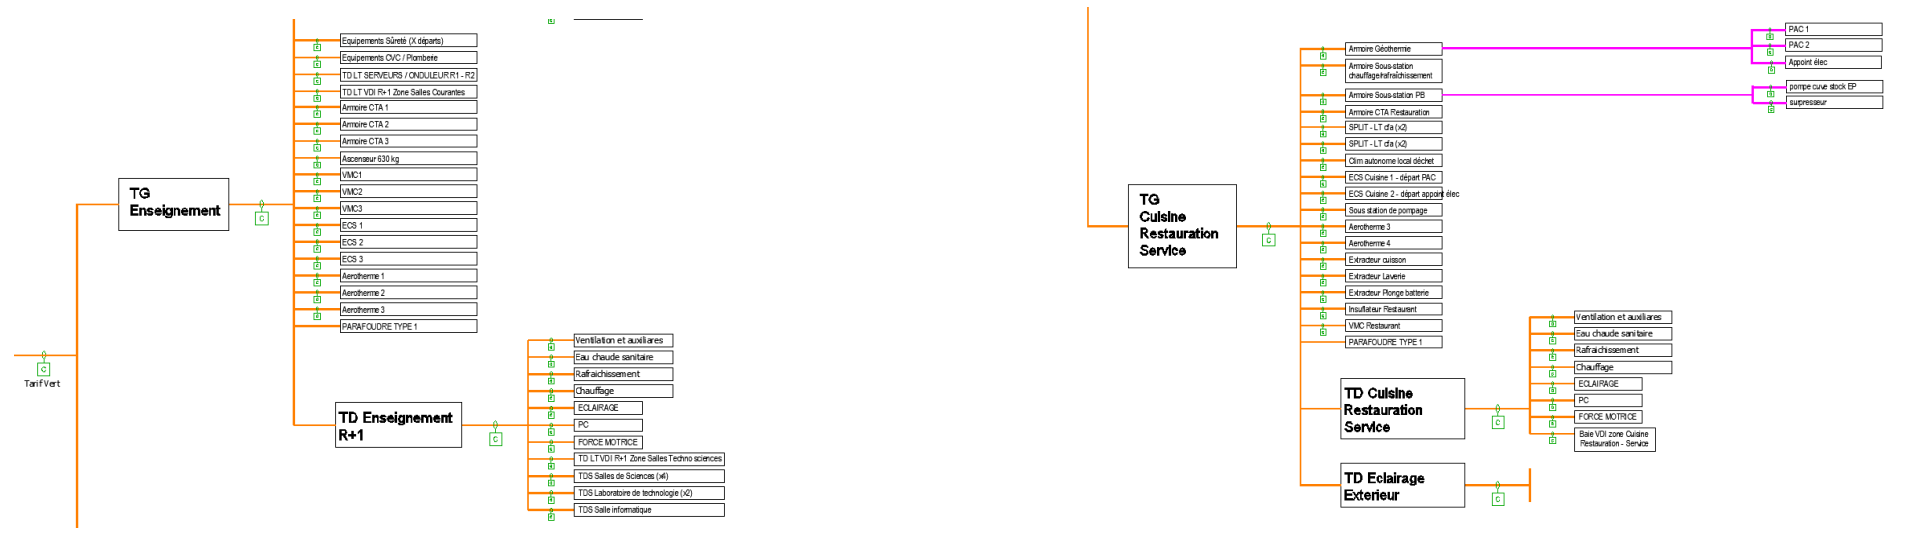 Equipements Sûreté (X départs)
Equipements CVC / Plomberie
TD LT SERVEURS / ONDULEUR R1 - R2
TD LT VDI R+1 Zone Salles Courantes
Armoire CTA 1
Armoire CTA 2
Armoire CTA 3
Ascenseur 630 kg
VMC1
VMC2
VMC3
ECS 1
ECS 2
ECS 3
Aerotherme 1
Aerotherme 2
Aerotherme 3
PARAFOUDRE TYPE 1
TG
Enseignement
C
C
Tarif Vert
TD Enseignement
R+1
C
Ventilation et auxiliares
Eau chaude sanitaire
Rafraichissement
Chauffage
ECLAIRAGE
PC
FORCE MOTRICE
TD LT VDI R+1 Zone Salles Techno sciences
TDS Salles de Sciences (x4)
TDS Laboratoire de technologie (x2)
TDS Salle informatique
TG
Cuisine
Restauration
Service
C
Armoire Géothermie
Armoire Sous-station
chauffage/rafraîchissement
Armoire Sous-station PB
Armoire CTA Restauration
SPLIT - LT cfa (x2)
SPLIT - LT cfa (x2)
Clim autonome local déchet
ECS Cuisine 1 - départ PAC
ECS Cuisine 2 - départ appoint élec
Sous station de pompage
Aerotherme 3
Aerotherme 4
Extracteur cuisson
Extracteur Laverie
Extracteur Plonge batterie
Insuflateur Restaurant
VMC Restaurant
PARAFOUDRE TYPE 1
PAC 1
PAC 2
Appoint élec
pompe cuve stock EP
surpresseur
TD Cuisine
Restauration
Service
C
Ventilation et auxiliares
Eau chaude sanitaire
Rafraichissement
Chauffage
ECLAIRAGE
PC
FORCE MOTRICE
Baie VDI zone Cuisine
Restauration - Service
TD Eclairage
Exterieur
C